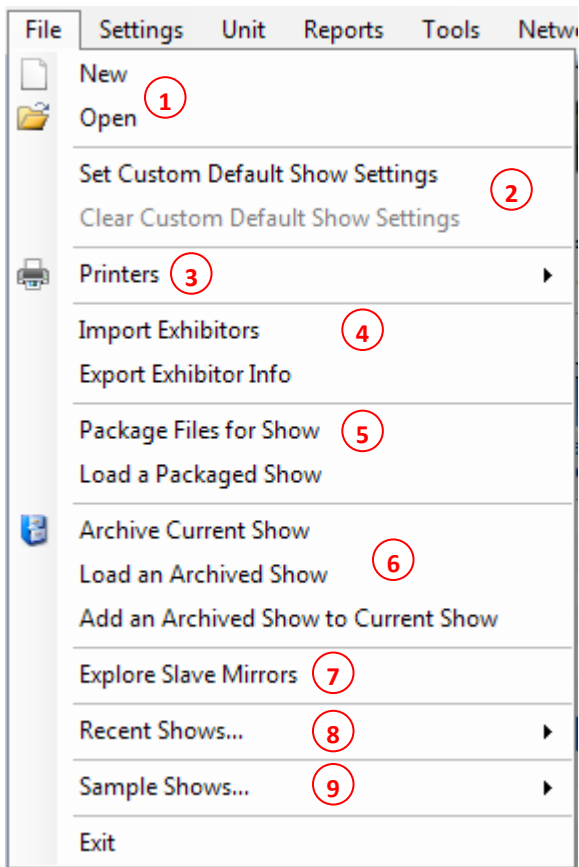 File Settings Unit Reports Tools Netw
New
1
Open
Set Custom Default Show Settings
2
Clear Custom Default Show Settings
Printers 3
Import Exhibitors 4
Export Exhibitor Info
Package Files for Show 5
Load a Packaged Show
Archive Current Show
6
Load an Archived Show
Add an Archived Show to Current Show
Explore Slave Mirrors 7
Recent Shows... 8
Sample Shows... 9
Exit